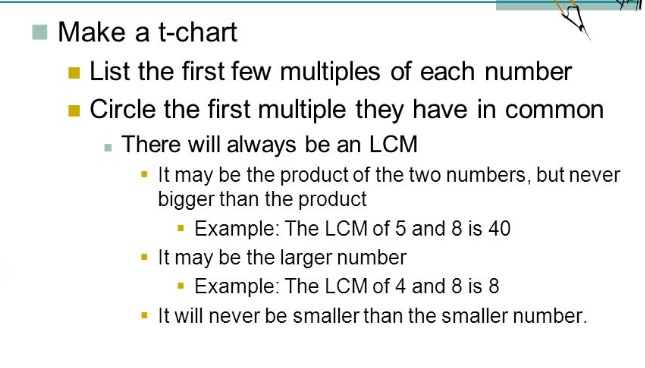 Make a t-chart
List the first few multiples of each number
Circle the first multiple they have in common
There will always be an LCM
It may be the product of the two numbers, but never
bigger than the product
Example: The LCM of 5 and 8 is 40
It may be the larger number
Example: The LCM of 4 and 8 is 8
It will never be smaller than the smaller number.